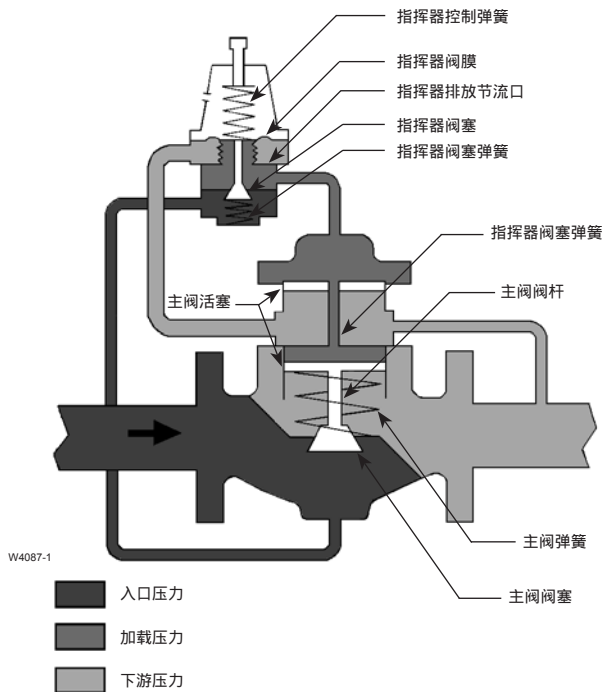 指挥器控制弹簧
指挥器阀膜
指挥器排放节流口
指挥器阀塞
指挥器阀塞弹簧
指挥器阀塞弹簧
主阀活塞
主阀阀杆
主阀弹簧
W4087-1
主阀阀塞
入口压力
加载压力
下游压力